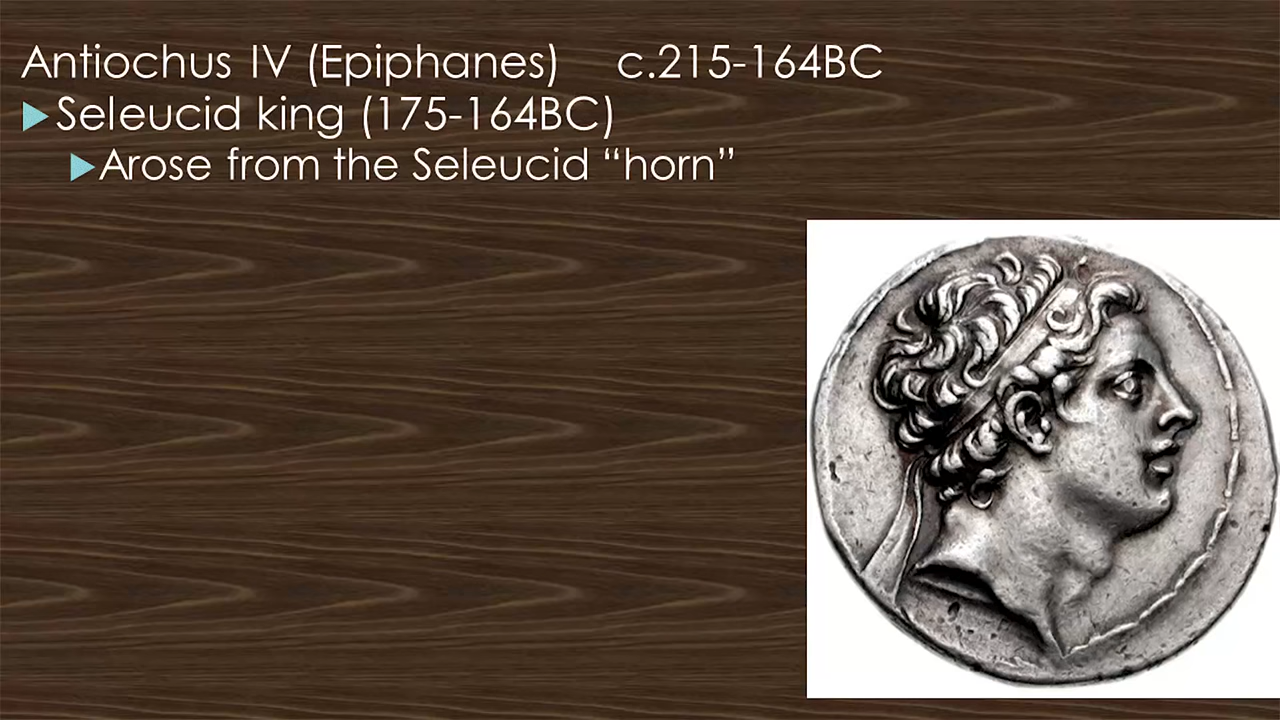 Antiochus IV (Epiphanes) c.215-164BC
Seleucid king (175-164BC)
Arose from the Seleucid “horn”